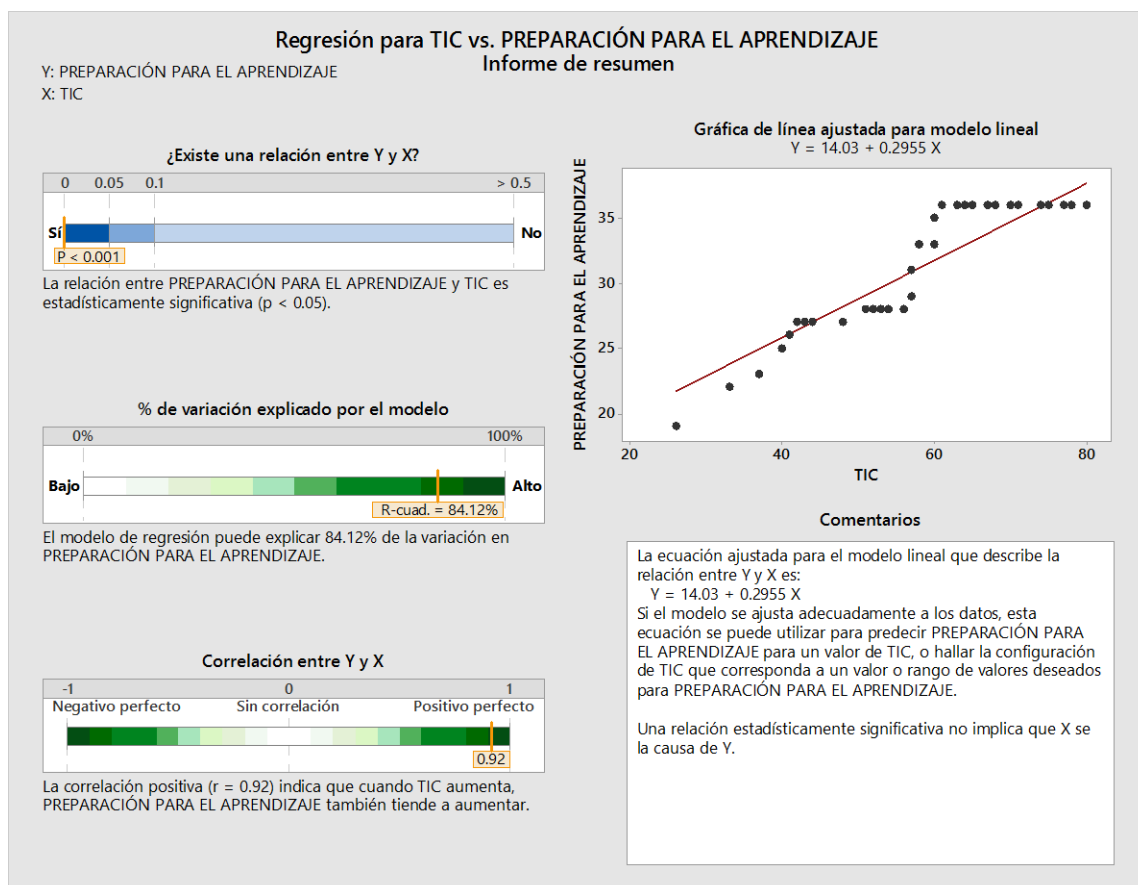 Regresión para TIC vs. PREPARACIÓN PARA EL APRENDIZAJE
Informe de resumen
Y: PREPARACIÓN PARA EL APRENDIZAJE
X: TIC
¿Existe una relación entre Y y X?
0 0.05 0.1 > 0.5
Sí No
P < 0.001
La relación entre PREPARACIÓN PARA EL APRENDIZAJE y TIC es
estadísticamente significativa (p < 0.05).
% de variación explicado por el modelo
0% 100%
Bajo Alto
R-cuad. = 84.12%
El modelo de regresión puede explicar 84.12% de la variación en
PREPARACIÓN PARA EL APRENDIZAJE.
Correlación entre Y y X
-1 0 1
Negativo perfecto Sin correlación Positivo perfecto
0.92
La correlación positiva (r = 0.92) indica que cuando TIC aumenta,
PREPARACIÓN PARA EL APRENDIZAJE también tiende a aumentar.
Gráfica de línea ajustada para modelo lineal
Y = 14.03 + 0.2955 X
PREPARACIÓN PARA EL APRENDIZAJE
35
30
25
20
20 40 60 80
TIC
Comentarios
La ecuación ajustada para el modelo lineal que describe la
relación entre Y y X es:
Y = 14.03 + 0.2955 X
Si el modelo se ajusta adecuadamente a los datos, esta
ecuación se puede utilizar para predecir PREPARACIÓN PARA
EL APRENDIZAJE para un valor de TIC, o hallar la configuración
de TIC que corresponda a un valor o rango de valores deseados
para PREPARACIÓN PARA EL APRENDIZAJE.
Una relación estadísticamente significativa no implica que X se
la causa de Y.